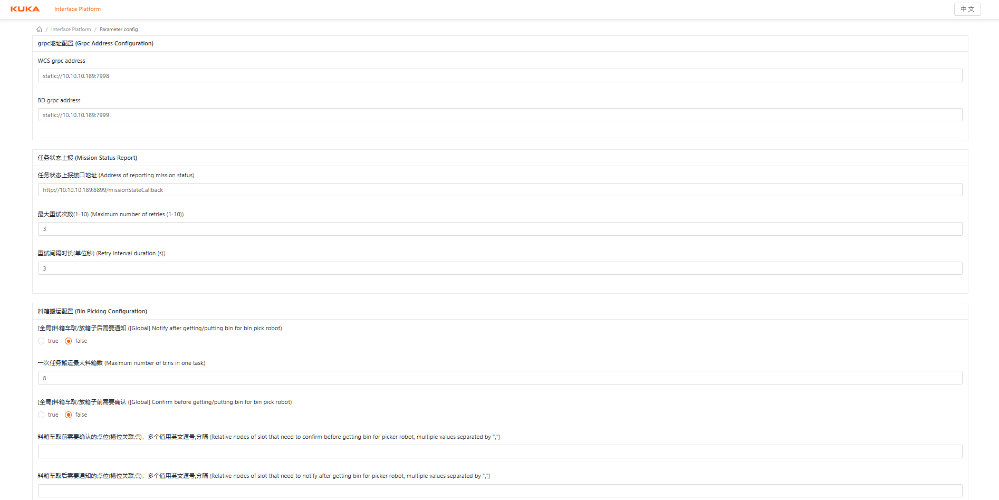 KUKA
Interface Platform
中 文
/ Interface Platform / Parameter config
grpc地址配置 (Grpc Address Configuration)
WCS grpc address
static://10.10.10.189:7998
BD grpc address
static://10.10.10.189:7999
任务状态上报 (Mission Status Report)
任务状态上报接口地址 (Address of reporting mission status)
http://10.10.10.189:8899/missionStateCallback
最大重试次数(1-10) (Maximum number of retries (1-10))
3
重试间隔时长(单位秒) (Retry interval duration (s))
3
料箱搬运配置 (Bin Picking Configuration)
[全局]料箱车取/放箱子后需要通知 ([Global] Notify after getting/putting bin for bin pick robot)
true false
一次任务搬运最大料箱数 (Maximum number of bins in one task)
8
[全局]料箱车取/放箱子前需要确认 ([Global] Confirm before getting/putting bin for bin pick robot)
true false
料箱车取前需要确认的点位(槽位关联点)，多个值用英文逗号,分隔 (Relative nodes of slot that need to confirm before getting bin for picker robot, multiple values separated by ",")
料箱车取后需要通知的点位(槽位关联点)，多个值用英文逗号,分隔 (Relative nodes of slot that need to notify after getting bin for picker robot, multiple values separated by ",")